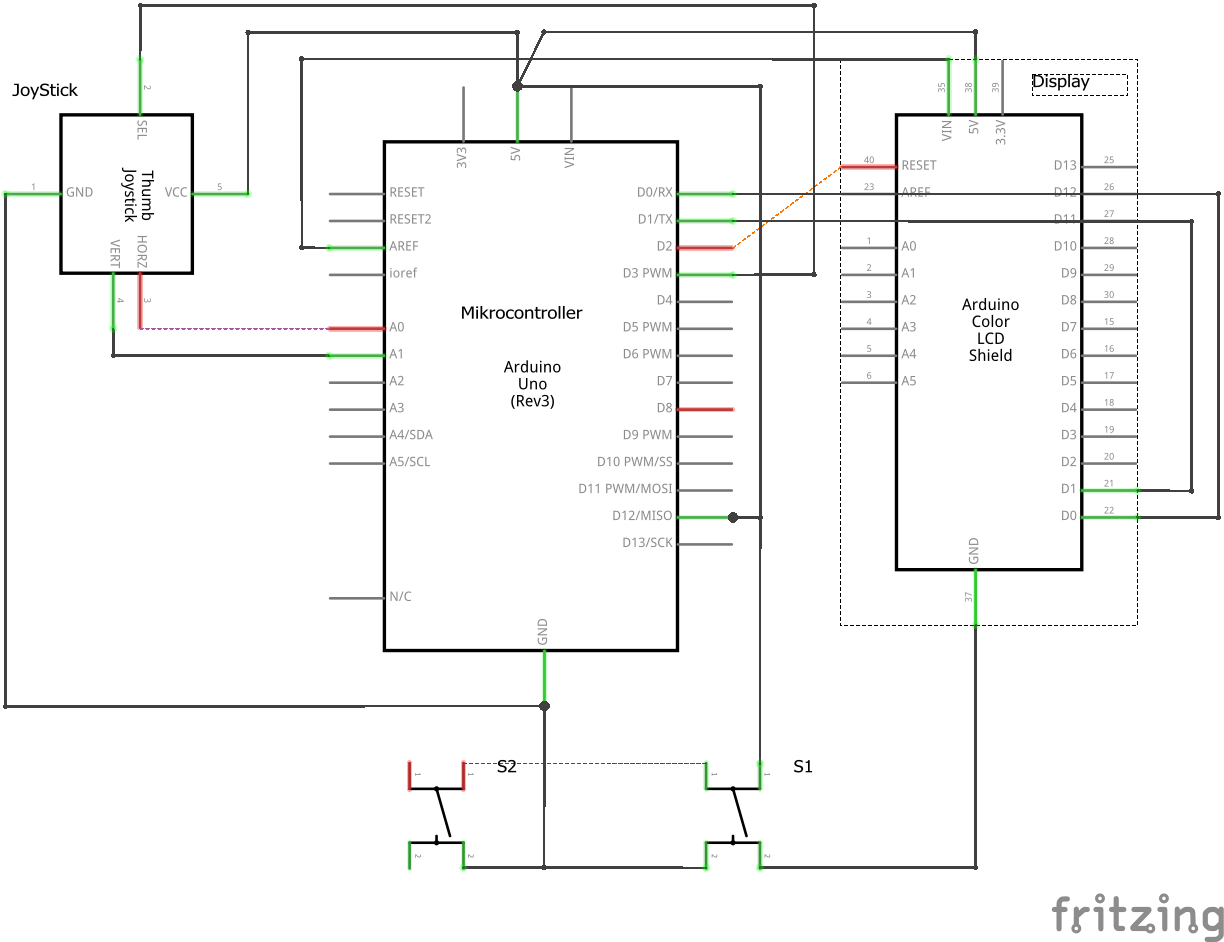 JoyStick
2
SEL
1
GND
Thumb
Joystick
VCC
5
VERT
HORZ
4
3
3V3
5V
VIN
RESET
RESET2
AREF
ioref
A0
A1
A2
A3
A4/SDA
A5/SCL
N/C
Mikrocontroller
Arduino
Uno
(Rev3)
D0/RX
D1/TX
D2
D3 PWM
D4
D5 PWM
D6 PWM
D7
D8
D9 PWM
D10 PWM/SS
D11 PWM/MOSI
D12/MISO
D13/SCK
GND
Display
35
38
39
VIN
5V
3.3V
40
RESET
23
AREF
1
A0
2
A1
3
A2
4
A3
5
A4
6
A5
Arduino
Color
LCD
Shield
D13
25
D12
26
D11
27
D10
28
D9
29
D8
30
D7
15
D6
16
D5
17
D4
18
D3
19
D2
20
D1
21
D0
22
GND
37
S2
1
1
2
2
S1
1
1
2
2
fritzing